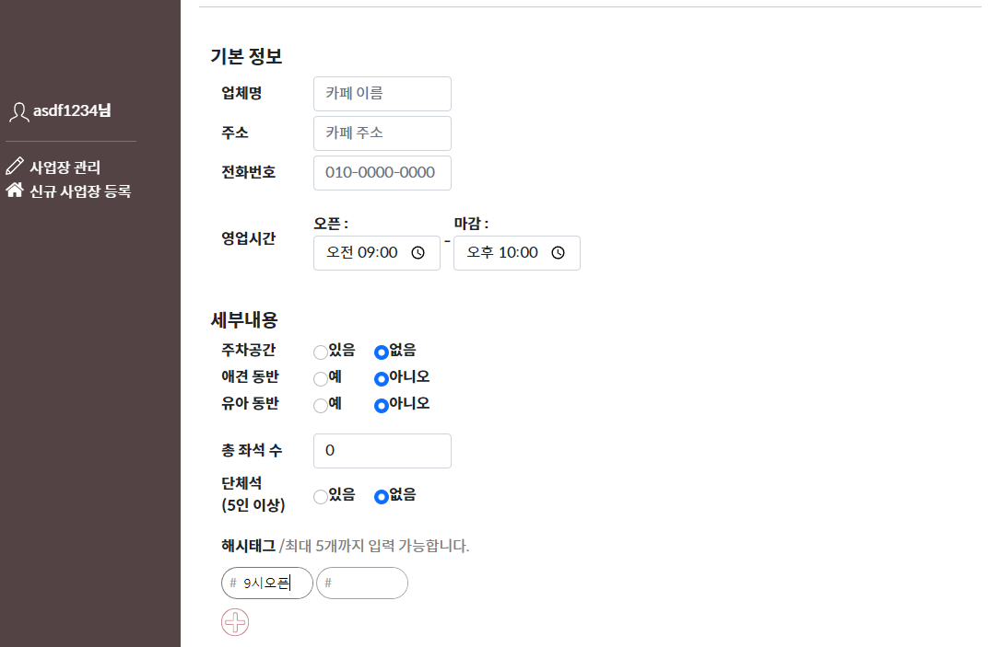 asdf1234님
사업장 관리
신규 사업장 등록
기본 정보
업체명 카페 이름
주소 카페 주소
전화번호 010-0000-0000
오픈 : 마감 :
영업시간 오전 09:00 - 오후 10:00
세부내용
주차공간 있음 없음
애견 동반 예 아니오
유아 동반 예 아니오
총 좌석 수 0
단체석
(5인 이상) 있음 없음
해시태그 /최대 5개까지 입력 가능합니다.
# 9시오픈 #